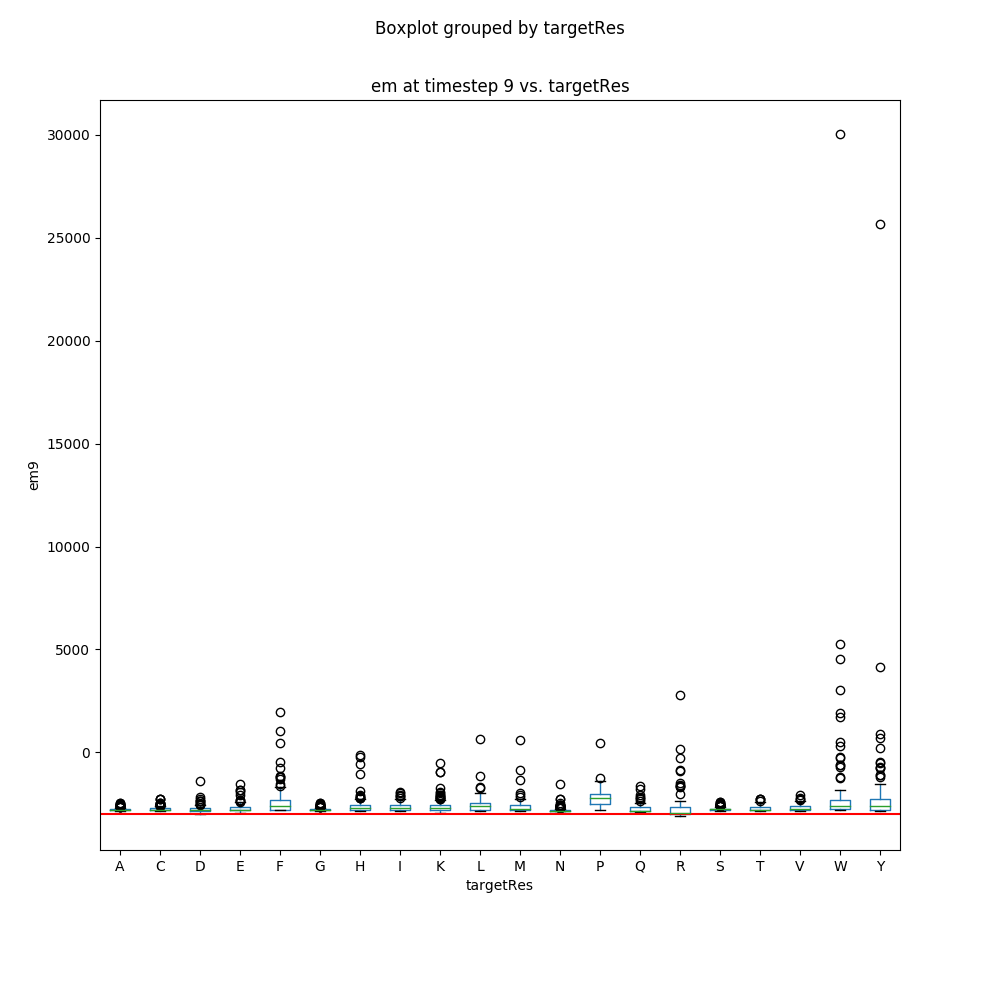 Boxplot grouped by targetRes
em at timestep 9 vs. targetRes
30000
25000
20000
15000
10000
5000
0
em9
A C D E F G H I K L M N P Q R S T V W Y
targetRes